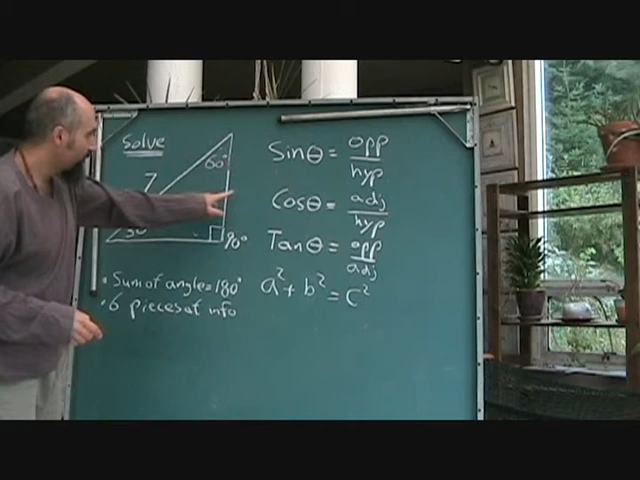 Solve
7
60°
30°
90°
• Sum of angle = 180°
• 6 pieces of info
Sinθ = opp
hyp
Cosθ = adj
hyp
Tanθ = opp
adj
a² + b² = c²